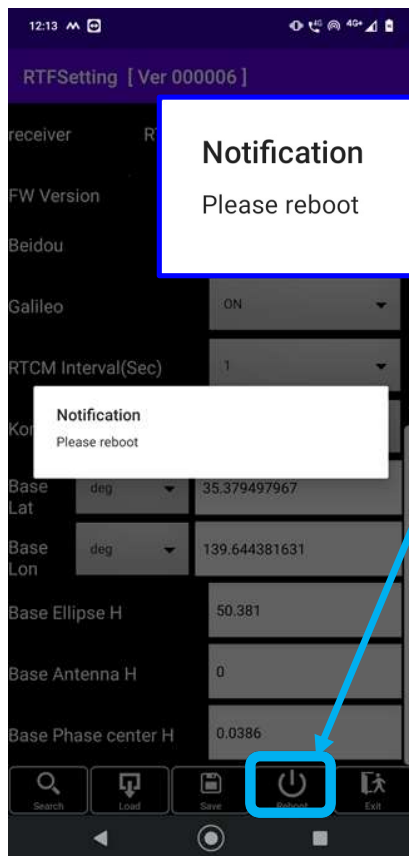 12:13
4G
4G+
RTFSetting [ Ver 000006 ]
receiver R
Notification
Please reboot
FW Version
Beidou
Galileo ON
RTCM Interval(Sec) 1
Notification
Please reboot
Base Lat deg 35.379497967
Base Lon deg 139.644381631
Base Ellipse H 50.381
Base Antenna H 0
Base Phase center H 0.0386
Search Load Save Reboot Exit